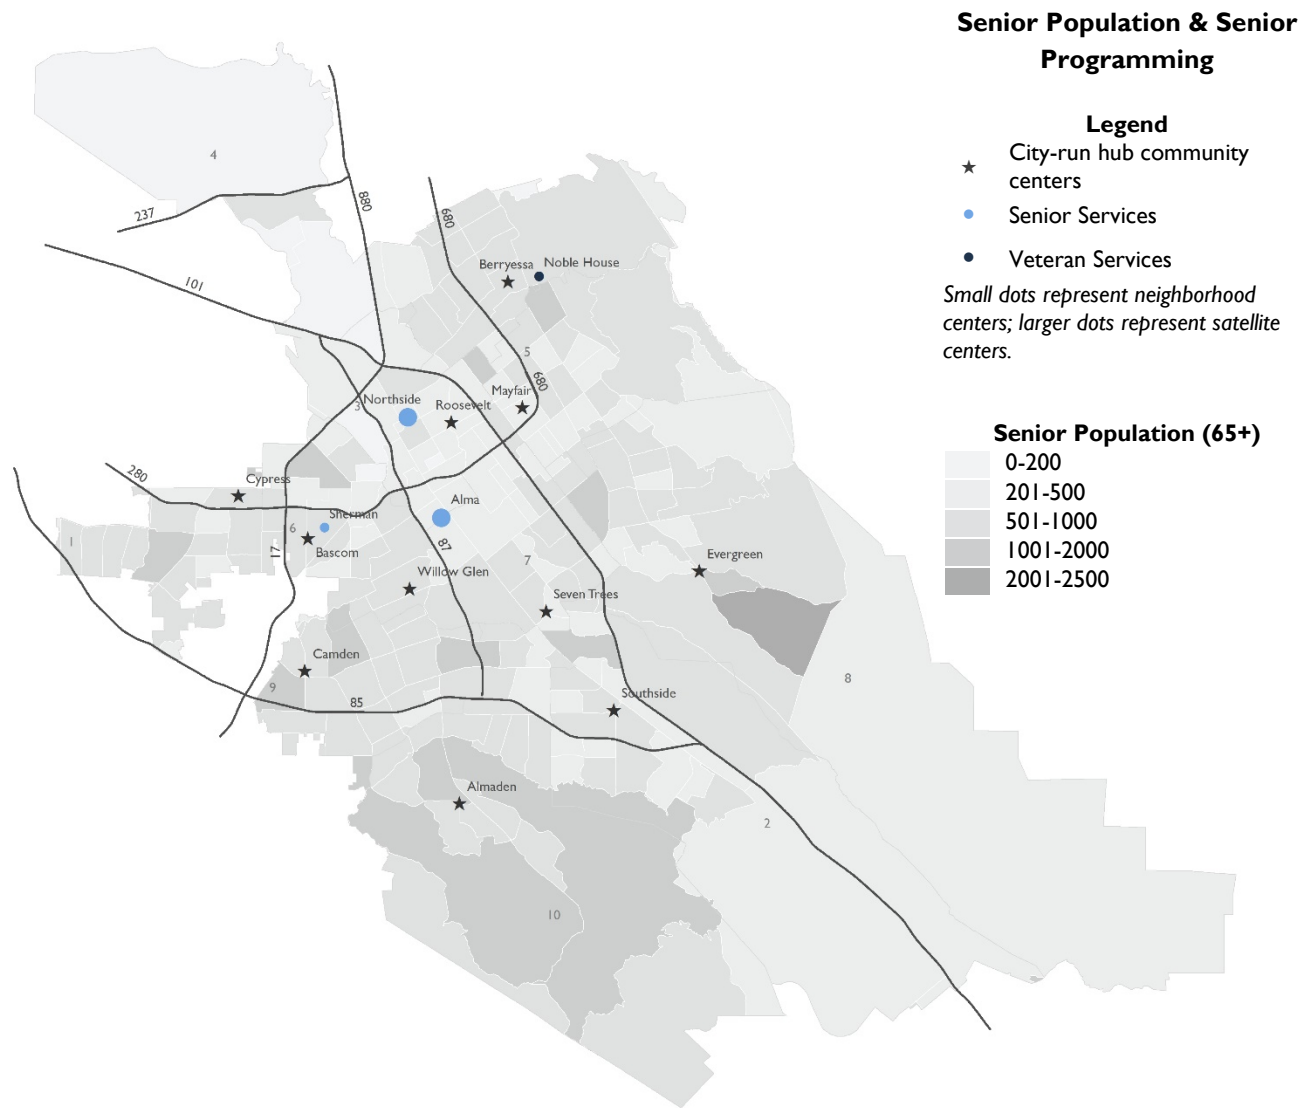 Senior Population & Senior
Programming
Legend
City-run hub community
centers
Senior Services
Veteran Services
Small dots represent neighborhood
centers; larger dots represent satellite
centers.
Senior Population (65+)
0-200
201-500
501-1000
1001-2000
2001-2500
4
237
880
680
101
Berryessa
Noble House
5
680
Mayfair
Northside
3
Roosevelt
280
Cypress
Alma
Sherman
6
1
17
Bascom
87
7
Evergreen
Willow Glen
Seven Trees
Camden
9
8
85
Southside
Almaden
2
10